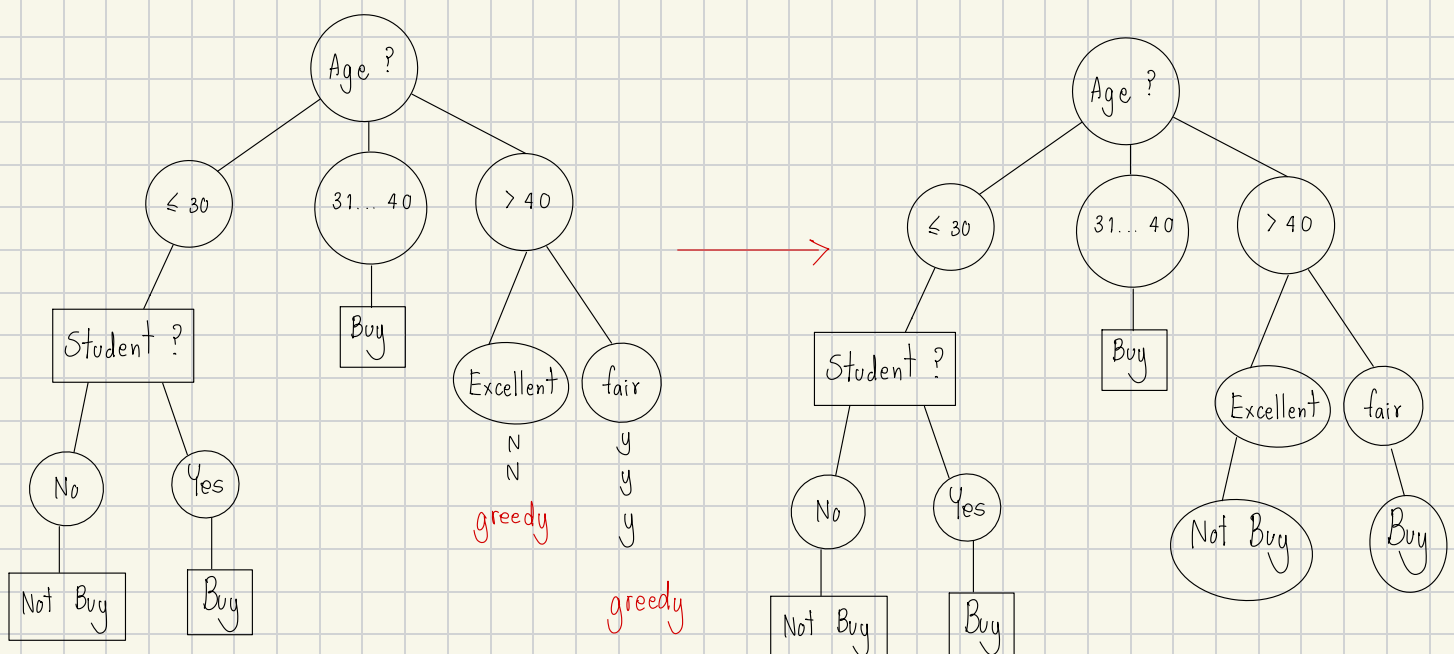 Age ?
≤ 30
31... 40
> 40
Student ?
Buy
Excellent
fair
N
y
N
y
greedy
y
No
Yes
Not Buy
Buy
greedy
Age ?
≤ 30
31... 40
> 40
Student ?
Buy
Excellent
fair
No
Yes
Not Buy
Buy
Not Buy
Buy